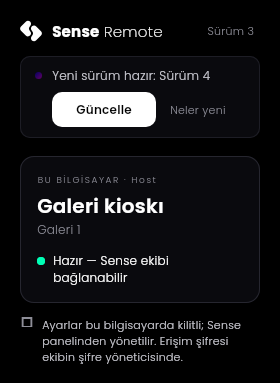 Sense Remote Sürüm 3
Yeni sürüm hazır: Sürüm 4
Güncelle Neler yeni
BU BİLGİSAYAR · Host
Galeri kioskı
Galeri 1
Hazır — Sense ekibi
bağlanabilir
Ayarlar bu bilgisayarda kilitli; Sense
panelinden yönetilir. Erişim şifresi
ekibin şifre yöneticisinde.